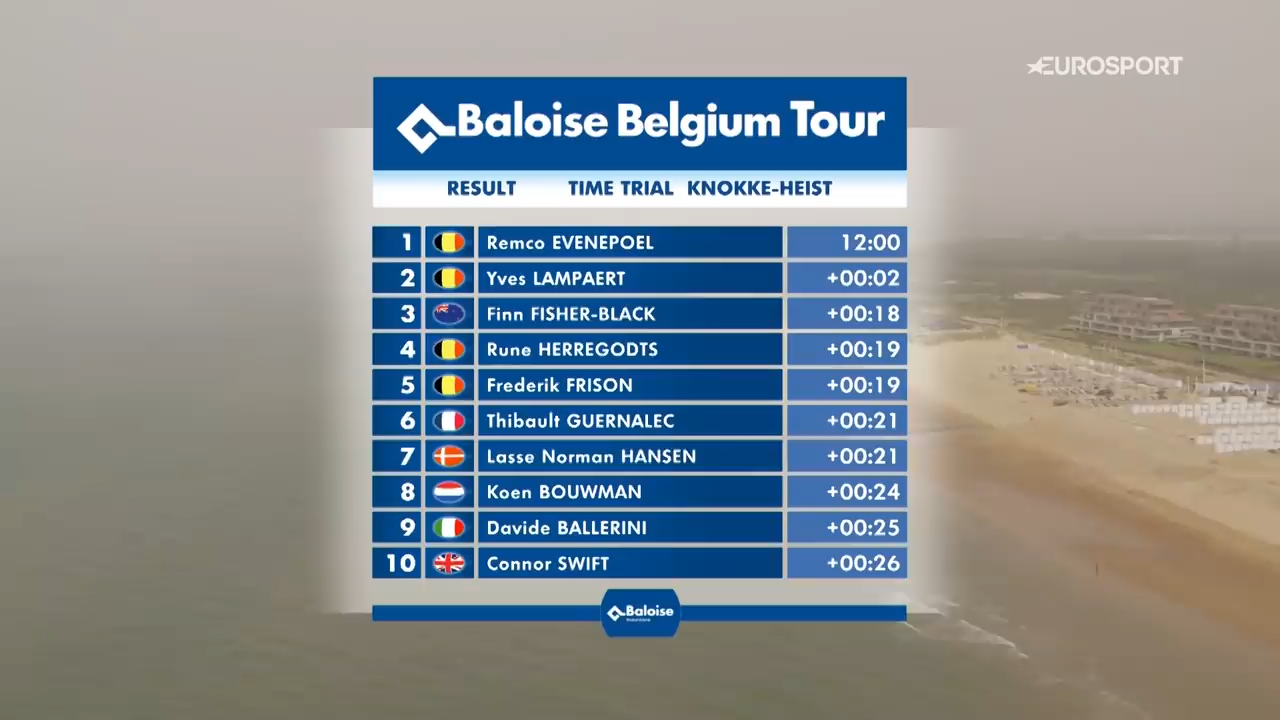 EUROSPORT
Baloise Belgium Tour
RESULT TIME TRIAL KNOKKE-HEIST
1 Remco EVENEPOEL 12:00
2 Yves LAMPAERT +00:02
3 Finn FISHER-BLACK +00:18
4 Rune HERREGODTS +00:19
5 Frederik FRISON +00:19
6 Thibault GUERNALEC +00:21
7 Lasse Norman HANSEN +00:21
8 Koen BOUWMAN +00:24
9 Davide BALLERINI +00:25
10 Connor SWIFT +00:26
Baloise